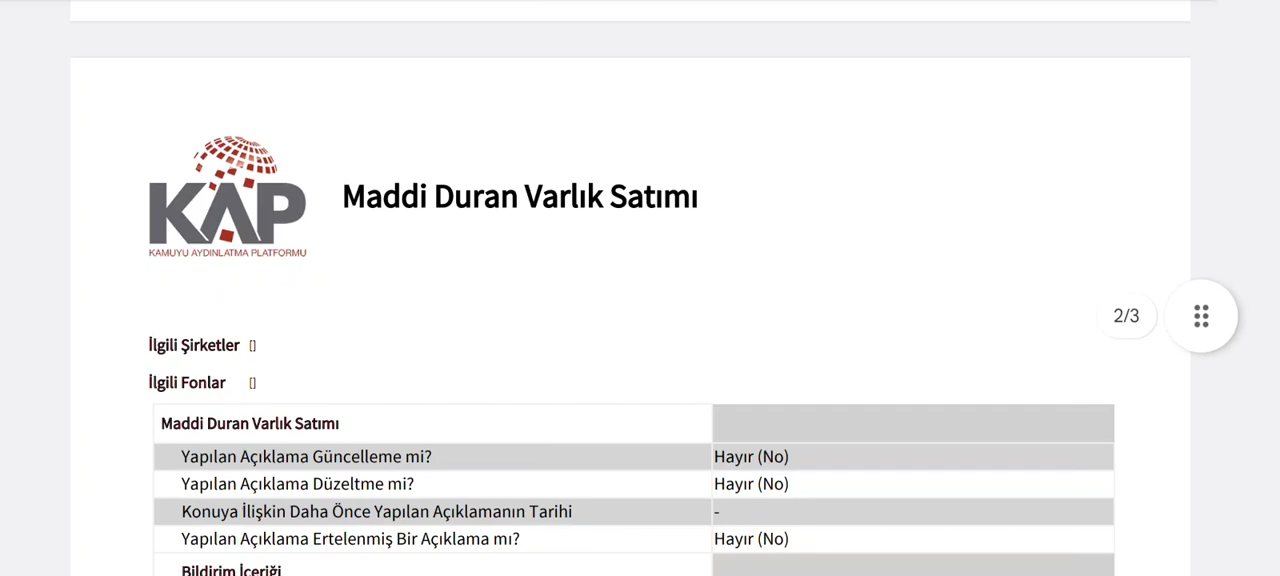 KAP
KAMUYU AYDINLATMA PLATFORMU
Maddi Duran Varlık Satımı
2/3
İlgili Şirketler []
İlgili Fonlar []
Maddi Duran Varlık Satımı
Yapılan Açıklama Güncelleme mi? Hayır (No)
Yapılan Açıklama Düzeltme mi? Hayır (No)
Konuya İlişkin Daha Önce Yapılan Açıklamanın Tarihi -
Yapılan Açıklama Ertelenmiş Bir Açıklama mı? Hayır (No)
Bildirim İçeriği